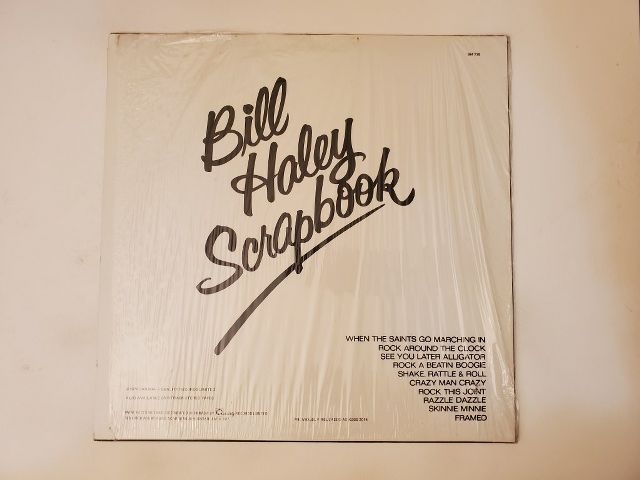 Bill
Haley
Scrapbook
WHEN THE SAINTS GO MARCHING IN
ROCK AROUND THE CLOCK
SEE YOU LATER ALLIGATOR
ROCK A BEATIN BOOGIE
SHAKE, RATTLE & ROLL
CRAZY MAN CRAZY
ROCK THIS JOINT
RAZZLE DAZZLE
SKINNIE MINNIE
FRAMED